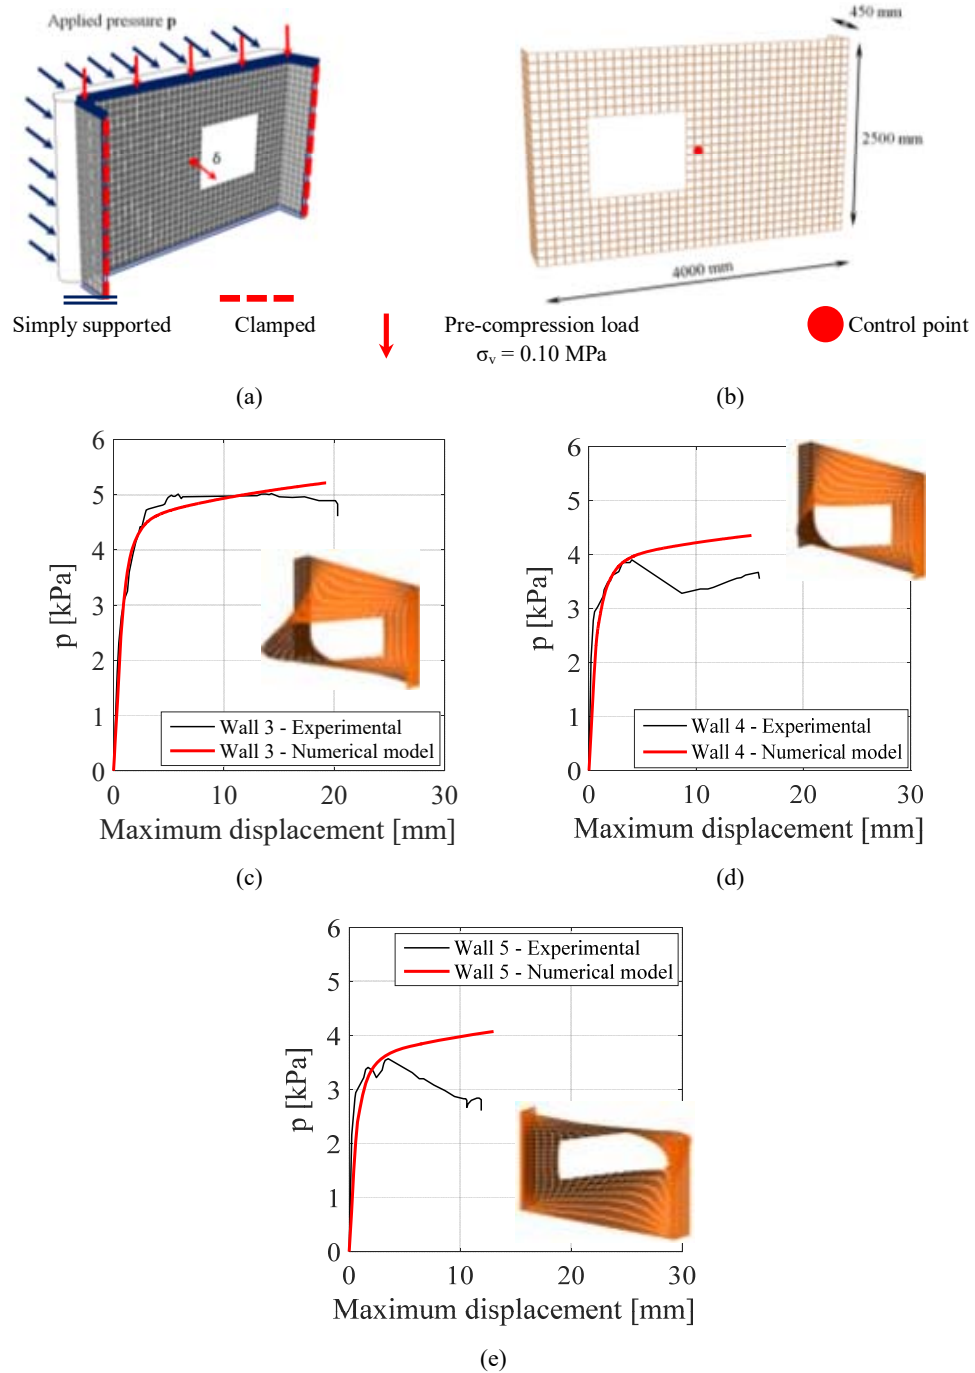 Applied pressure p
450 mm
δ
2500 mm
4000 mm
Simply supported
Clamped
Pre-compression load
σv = 0.10 MPa
Control point
(a)
(b)
6
5
4
3
2
1
0
p [kPa]
Wall 3 - Experimental
Wall 3 - Numerical model
0 10 20 30
Maximum displacement [mm]
(c)
6
5
4
3
2
1
0
p [kPa]
Wall 4 - Experimental
Wall 4 - Numerical model
0 10 20 30
Maximum displacement [mm]
(d)
6
5
4
3
2
1
0
p [kPa]
Wall 5 - Experimental
Wall 5 - Numerical model
0 10 20 30
Maximum displacement [mm]
(e)